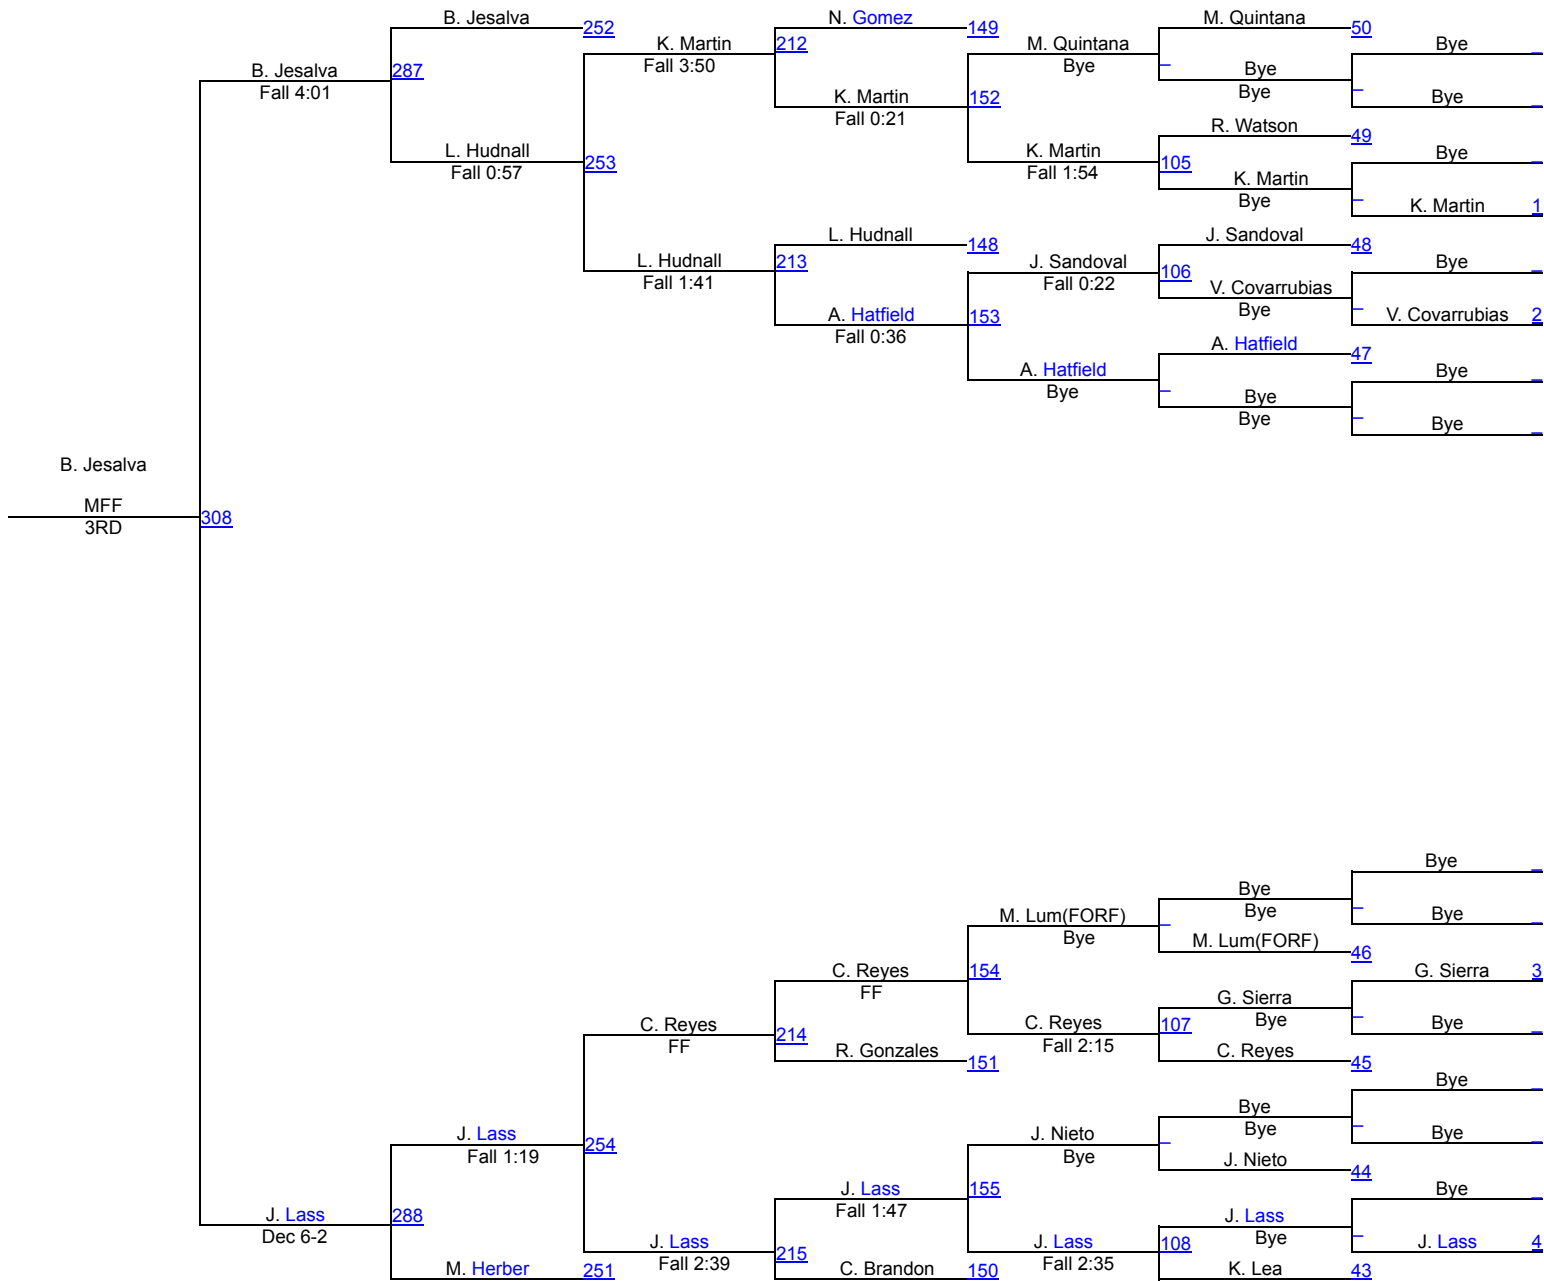 B. Jesalva
252
N. Gomez
149
M. Quintana
50
Bye
_
K. Martin
Fall 3:50
212
M. Quintana
Bye
_
Bye
Bye
_
Bye
_
B. Jesalva
Fall 4:01
287
K. Martin
Fall 0:21
152
R. Watson
49
Bye
_
L. Hudnall
Fall 0:57
253
K. Martin
Fall 1:54
105
K. Martin
Bye
_
K. Martin
1
L. Hudnall
148
J. Sandoval
48
Bye
_
L. Hudnall
Fall 1:41
213
J. Sandoval
Fall 0:22
106
V. Covarrubias
Bye
_
V. Covarrubias
2
A. Hatfield
Fall 0:36
153
A. Hatfield
47
Bye
_
A. Hatfield
Bye
_
Bye
Bye
_
Bye
_
B. Jesalva
MFF
3RD
308
Bye
_
Bye
Bye
_
Bye
_
M. Lum(FORF)
Bye
_
M. Lum(FORF)
46
C. Reyes
FF
154
G. Sierra
3
G. Sierra
Bye
_
Bye
_
C. Reyes
FF
214
C. Reyes
Fall 2:15
107
R. Gonzales
151
C. Reyes
45
Bye
_
Bye
Bye
_
Bye
_
J. Lass
Fall 1:19
254
J. Nieto
Bye
_
J. Nieto
44
J. Lass
Fall 1:47
155
Bye
_
J. Lass
Dec 6-2
288
J. Lass
Bye
_
J. Lass
4
J. Lass
Fall 2:39
215
J. Lass
Fall 2:35
108
M. Herber
251
C. Brandon
150
K. Lea
43